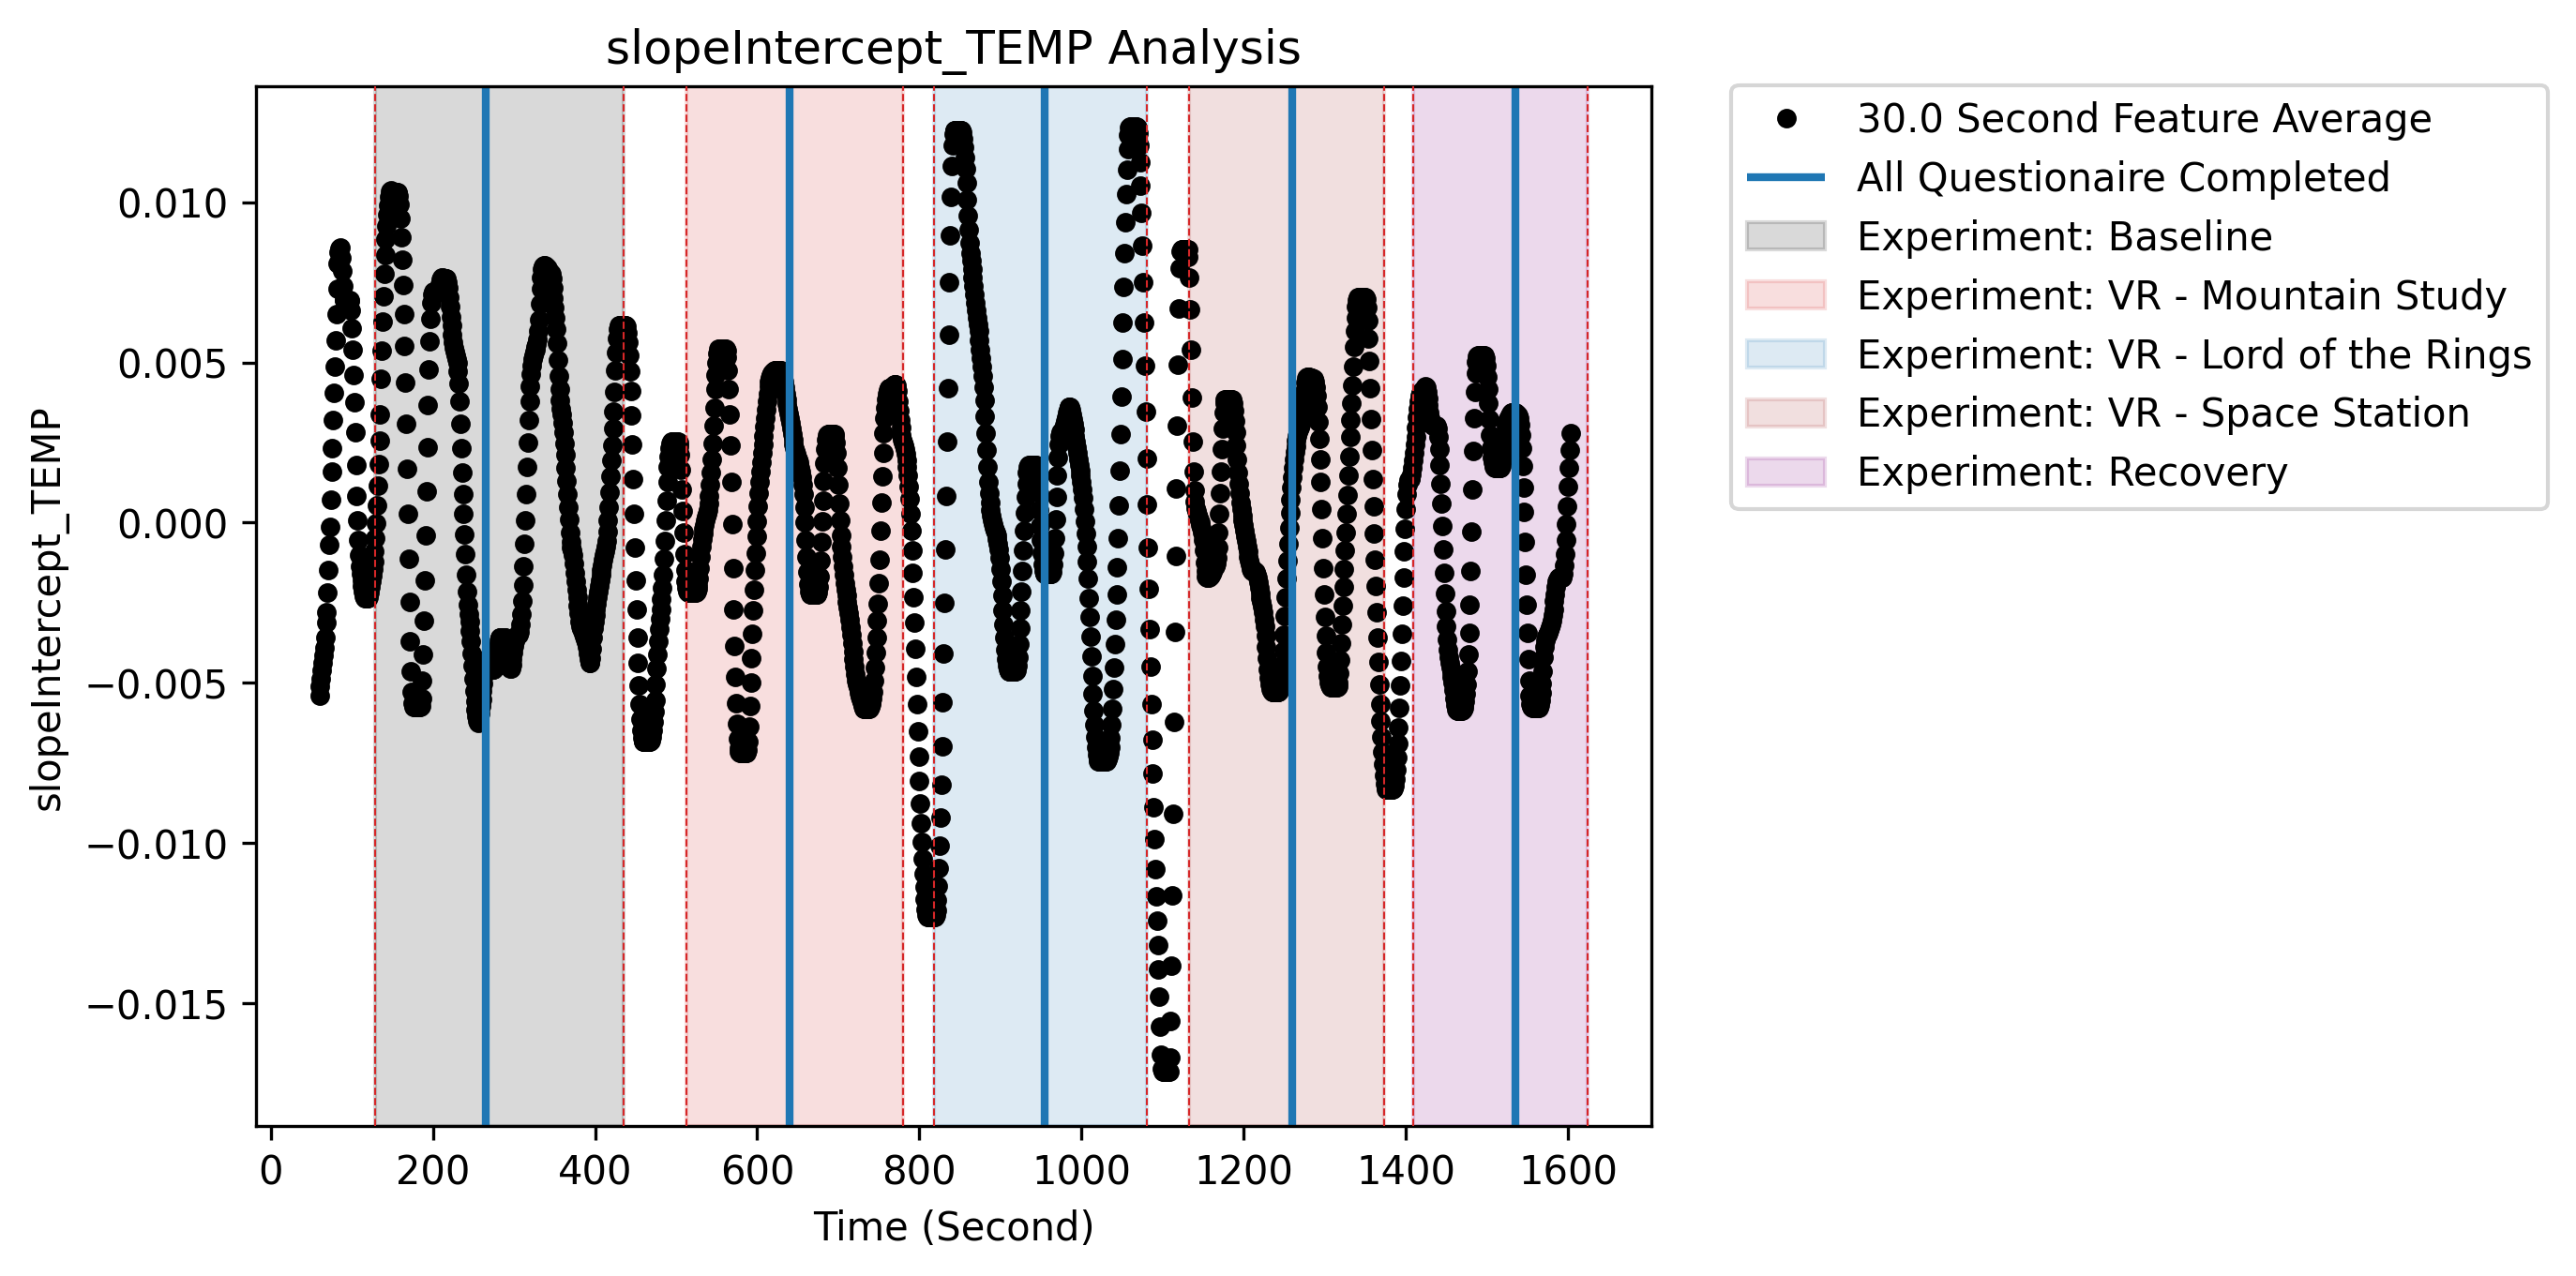 slopeIntercept_TEMP Analysis
30.0 Second Feature Average
All Questionaire Completed
Experiment: Baseline
Experiment: VR - Mountain Study
Experiment: VR - Lord of the Rings
Experiment: VR - Space Station
Experiment: Recovery
slopeIntercept_TEMP
0.010
0.005
0.000
−0.005
−0.010
−0.015
0 200 400 600 800 1000 1200 1400 1600
Time (Second)